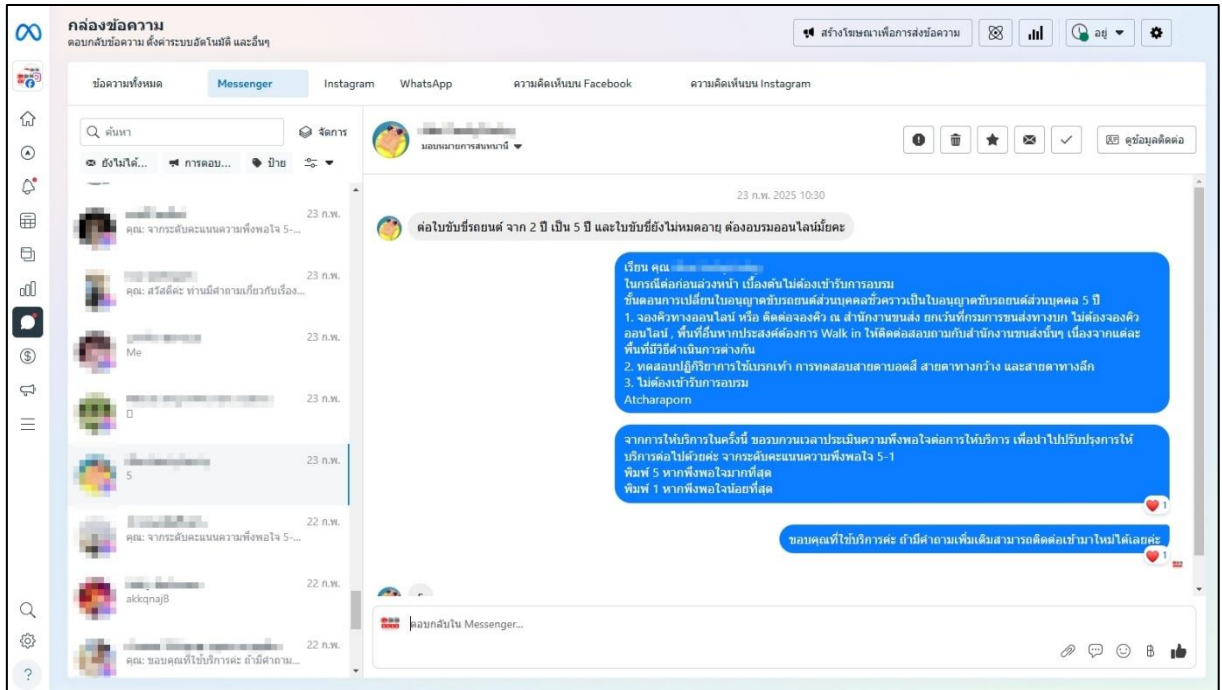 กล่องข้อความ
ตอบกลับข้อความ ตั้งค่าระบบอัตโนมัติ และอื่นๆ
สร้างโฆษณาเพื่อการส่งข้อความ
อยู่
ข้อความทั้งหมด Messenger Instagram WhatsApp ความคิดเห็นบน Facebook ความคิดเห็นบน Instagram
ค้นหา
จัดการ
ยังไม่ได้... การตอบ... ป้าย
23 ก.พ.
คุณ: จากระดับคะแนนความพึงพอใจ 5-...
23 ก.พ.
คุณ: สวัสดีค่ะ ท่านมีคำถามเกี่ยวกับเรื่อง...
23 ก.พ.
Me
23 ก.พ.
23 ก.พ.
5
22 ก.พ.
คุณ: จากระดับคะแนนความพึงพอใจ 5-...
22 ก.พ.
akkqnajB
22 ก.พ.
คุณ: ขอบคุณที่ใช้บริการค่ะ ถ้ามีคำถาม...
มอบหมายการสนทนานี้
ดูข้อมูลติดต่อ
23 ก.พ. 2025 10:30
ต่อใบขับขี่รถยนต์ จาก 2 ปี เป็น 5 ปี และใบขับขี่ยังไม่หมดอายุ ต้องอบรมออนไลน์มั้ยคะ
เรียน คุณ
ในกรณีต่อก่อนล่วงหน้า เบื้องต้นไม่ต้องเข้ารับการอบรม
ขั้นตอนการเปลี่ยนใบอนุญาตขับรถยนต์ส่วนบุคคลชั่วคราวเป็นใบอนุญาตขับรถยนต์ส่วนบุคคล 5 ปี
1. จองคิวทางออนไลน์ หรือ ติดต่อจองคิว ณ สำนักงานขนส่ง ยกเว้นที่กรมการขนส่งทางบก ไม่ต้องจองคิว
ออนไลน์ , พื้นที่อื่นหากประสงค์ต้องการ Walk in ให้ติดต่อสอบถามกับสำนักงานขนส่งนั้นๆ เนื่องจากแต่ละ
พื้นที่มีวิธีดำเนินการต่างกัน
2. ทดสอบปฏิกิริยาการใช้เบรกเท้า การทดสอบสายตาบอดสี สายตาทางกว้าง และสายตาทางลึก
3. ไม่ต้องเข้ารับการอบรม
Atcharaporn
จากการให้บริการในครั้งนี้ ขอรบกวนเวลาประเมินความพึงพอใจต่อการให้บริการ เพื่อนำไปปรับปรุงการให้
บริการต่อไปด้วยค่ะ จากระดับคะแนนความพึงพอใจ 5-1
พิมพ์ 5 หากพึงพอใจมากที่สุด
พิมพ์ 1 หากพึงพอใจน้อยที่สุด
1
ขอบคุณที่ใช้บริการค่ะ ถ้ามีคำถามเพิ่มเติมสามารถติดต่อเข้ามาใหม่ได้เลยค่ะ
1
ตอบกลับใน Messenger...